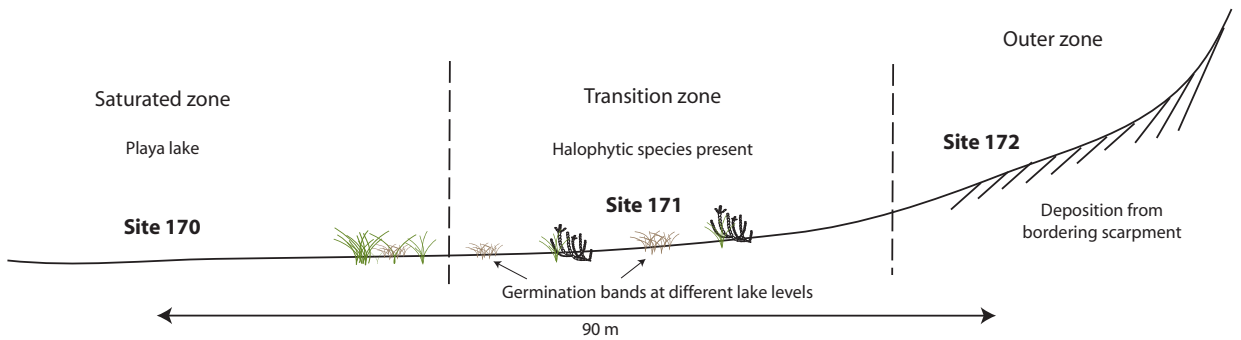 Outer zone
Saturated zone
Transition zone
Playa lake
Halophytic species present
Site 172
Site 170
Site 171
Deposition from
bordering scarpment
Germination bands at different lake levels
90 m